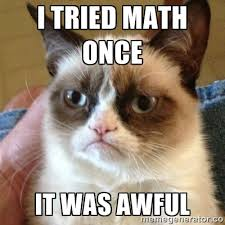 I TRIED MATH
ONCE
IT WAS AWFUL
memegenerator.co